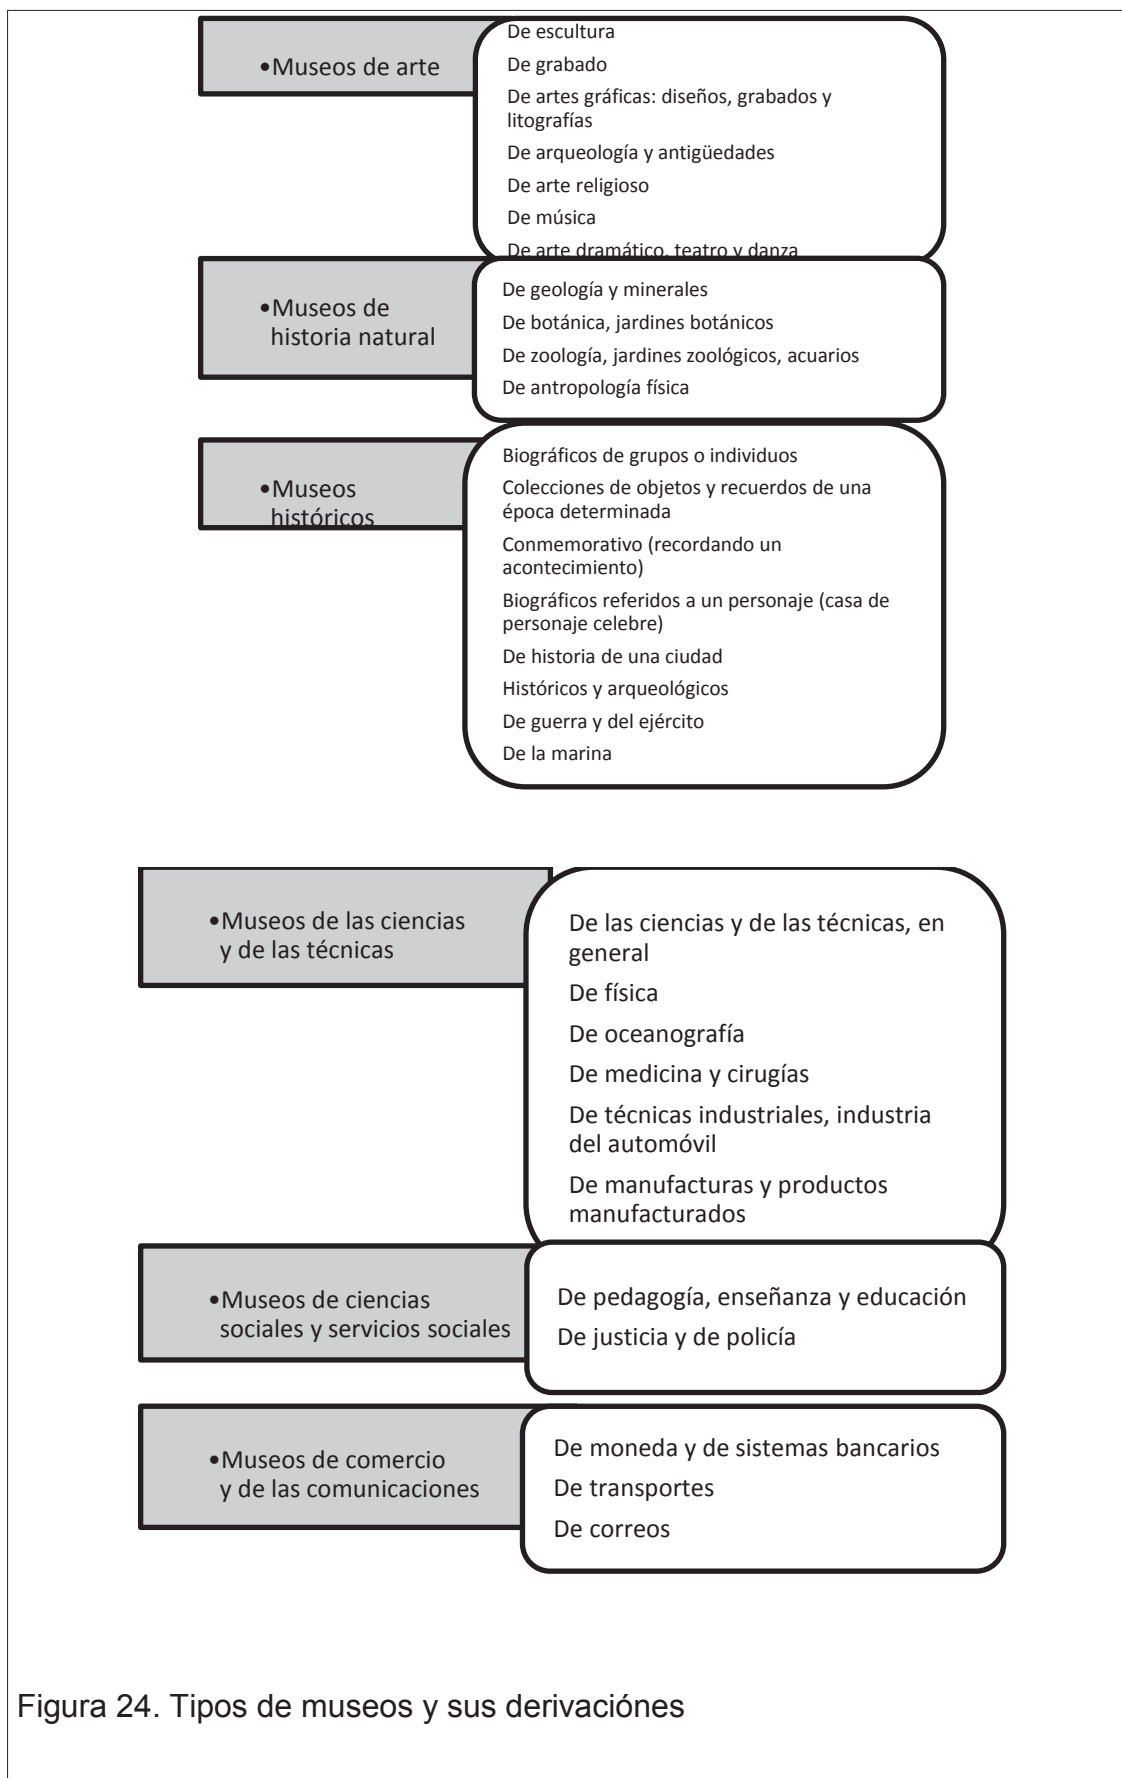 •Museos de arte
De escultura
De grabado
De artes gráficas: diseños, grabados y
litografías
De arqueología y antigüedades
De arte religioso
De música
De arte dramático, teatro y danza
•Museos de
historia natural
De geología y minerales
De botánica, jardines botánicos
De zoología, jardines zoológicos, acuarios
De antropología física
•Museos
históricos
Biográficos de grupos o individuos
Colecciones de objetos y recuerdos de una
época determinada
Conmemorativo (recordando un
acontecimiento)
Biográficos referidos a un personaje (casa de
personaje celebre)
De historia de una ciudad
Históricos y arqueológicos
De guerra y del ejército
De la marina
•Museos de las ciencias
y de las técnicas
De las ciencias y de las técnicas, en
general
De física
De oceanografía
De medicina y cirugías
De técnicas industriales, industria
del automóvil
De manufacturas y productos
manufacturados
•Museos de ciencias
sociales y servicios sociales
De pedagogía, enseñanza y educación
De justicia y de policía
•Museos de comercio
y de las comunicaciones
De moneda y de sistemas bancarios
De transportes
De correos
Figura 24. Tipos de museos y sus derivaciónes